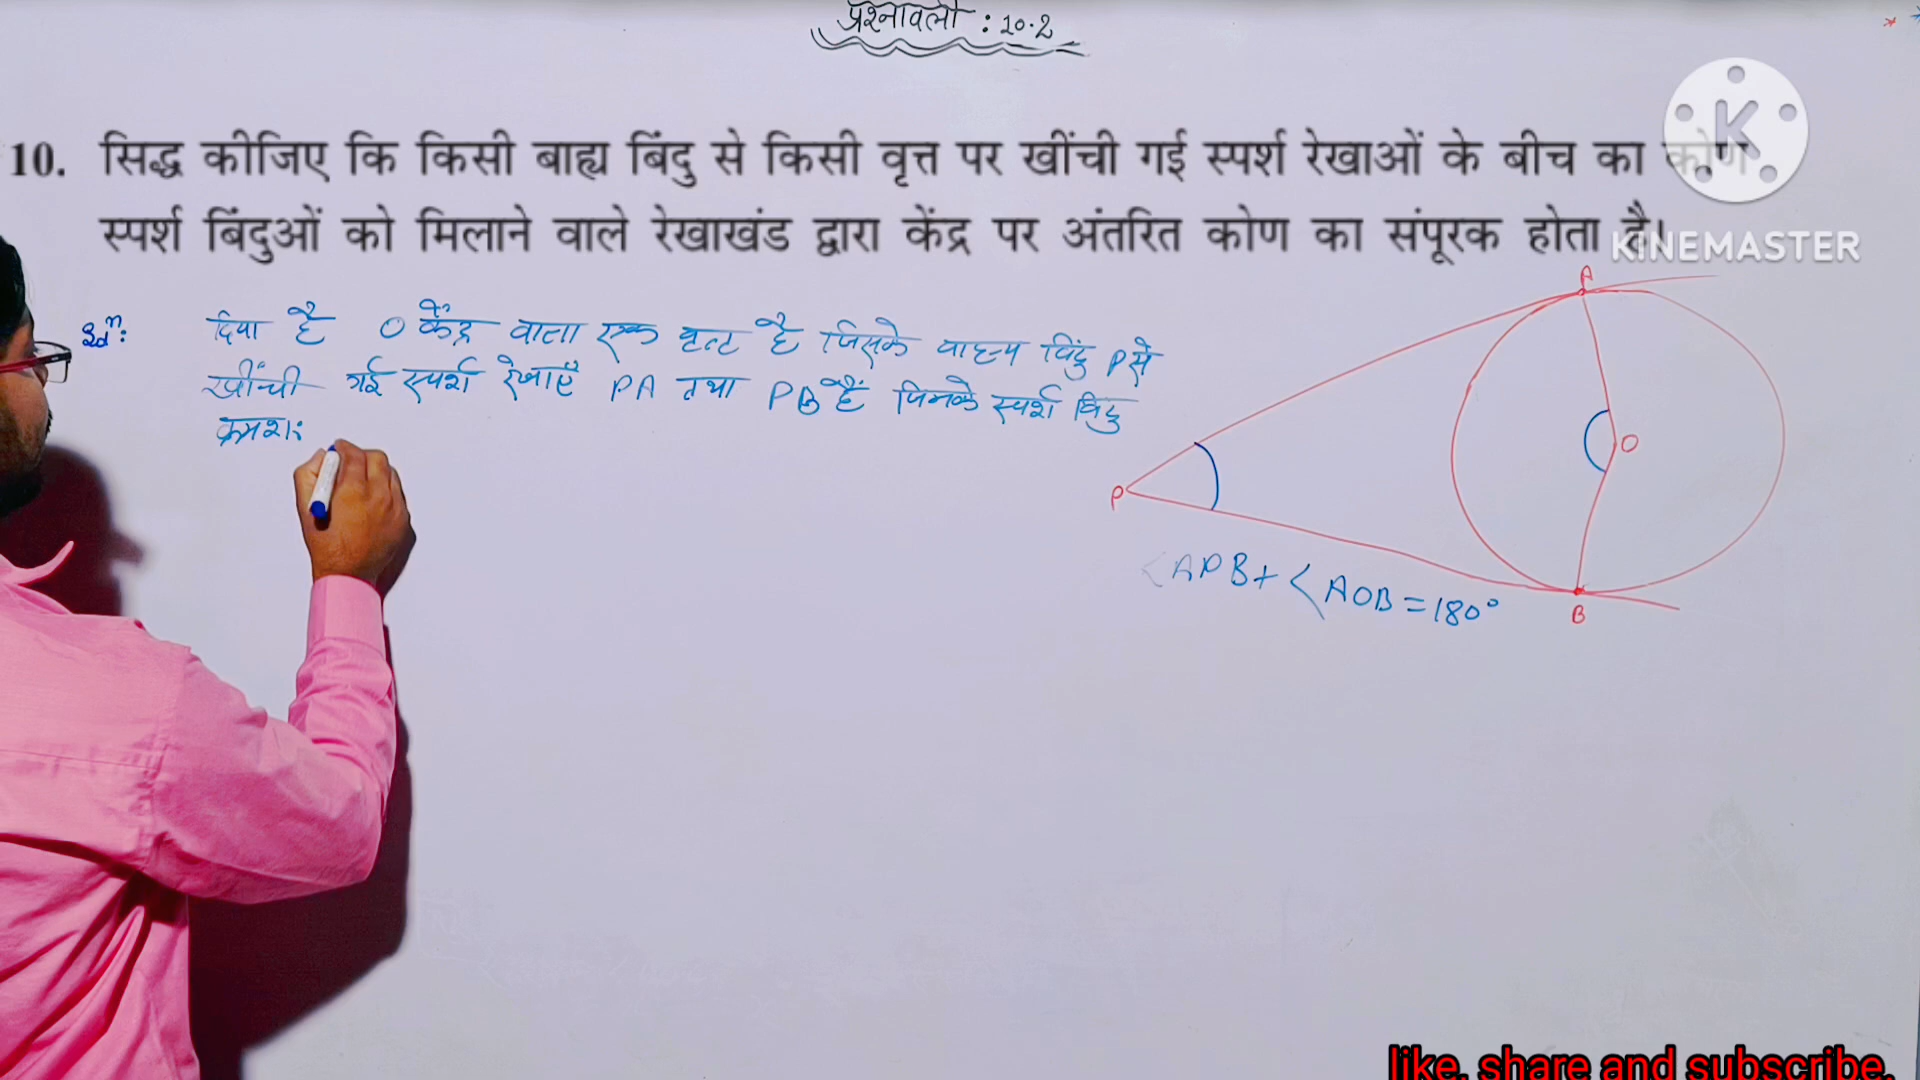 प्रश्नावली : 10.2
10. सिद्ध कीजिए कि किसी बाह्य बिंदु से किसी वृत्त पर खींची गई स्पर्श रेखाओं के बीच का कोण
स्पर्श बिंदुओं को मिलाने वाले रेखाखंड द्वारा केंद्र पर अंतरित कोण का संपूरक होता है।
K
KINEMASTER
Solⁿ: दिया है O केंद्र वाला एक वृत्त है जिसके वाह्य विंदु P से
खींची गई स्पर्श रेखाएँ PA तथा PB हैं जिनके स्पर्श विंदु
क्रमशः
A
O
P
B
<APB + <AOB = 180°
like, share and subscribe.